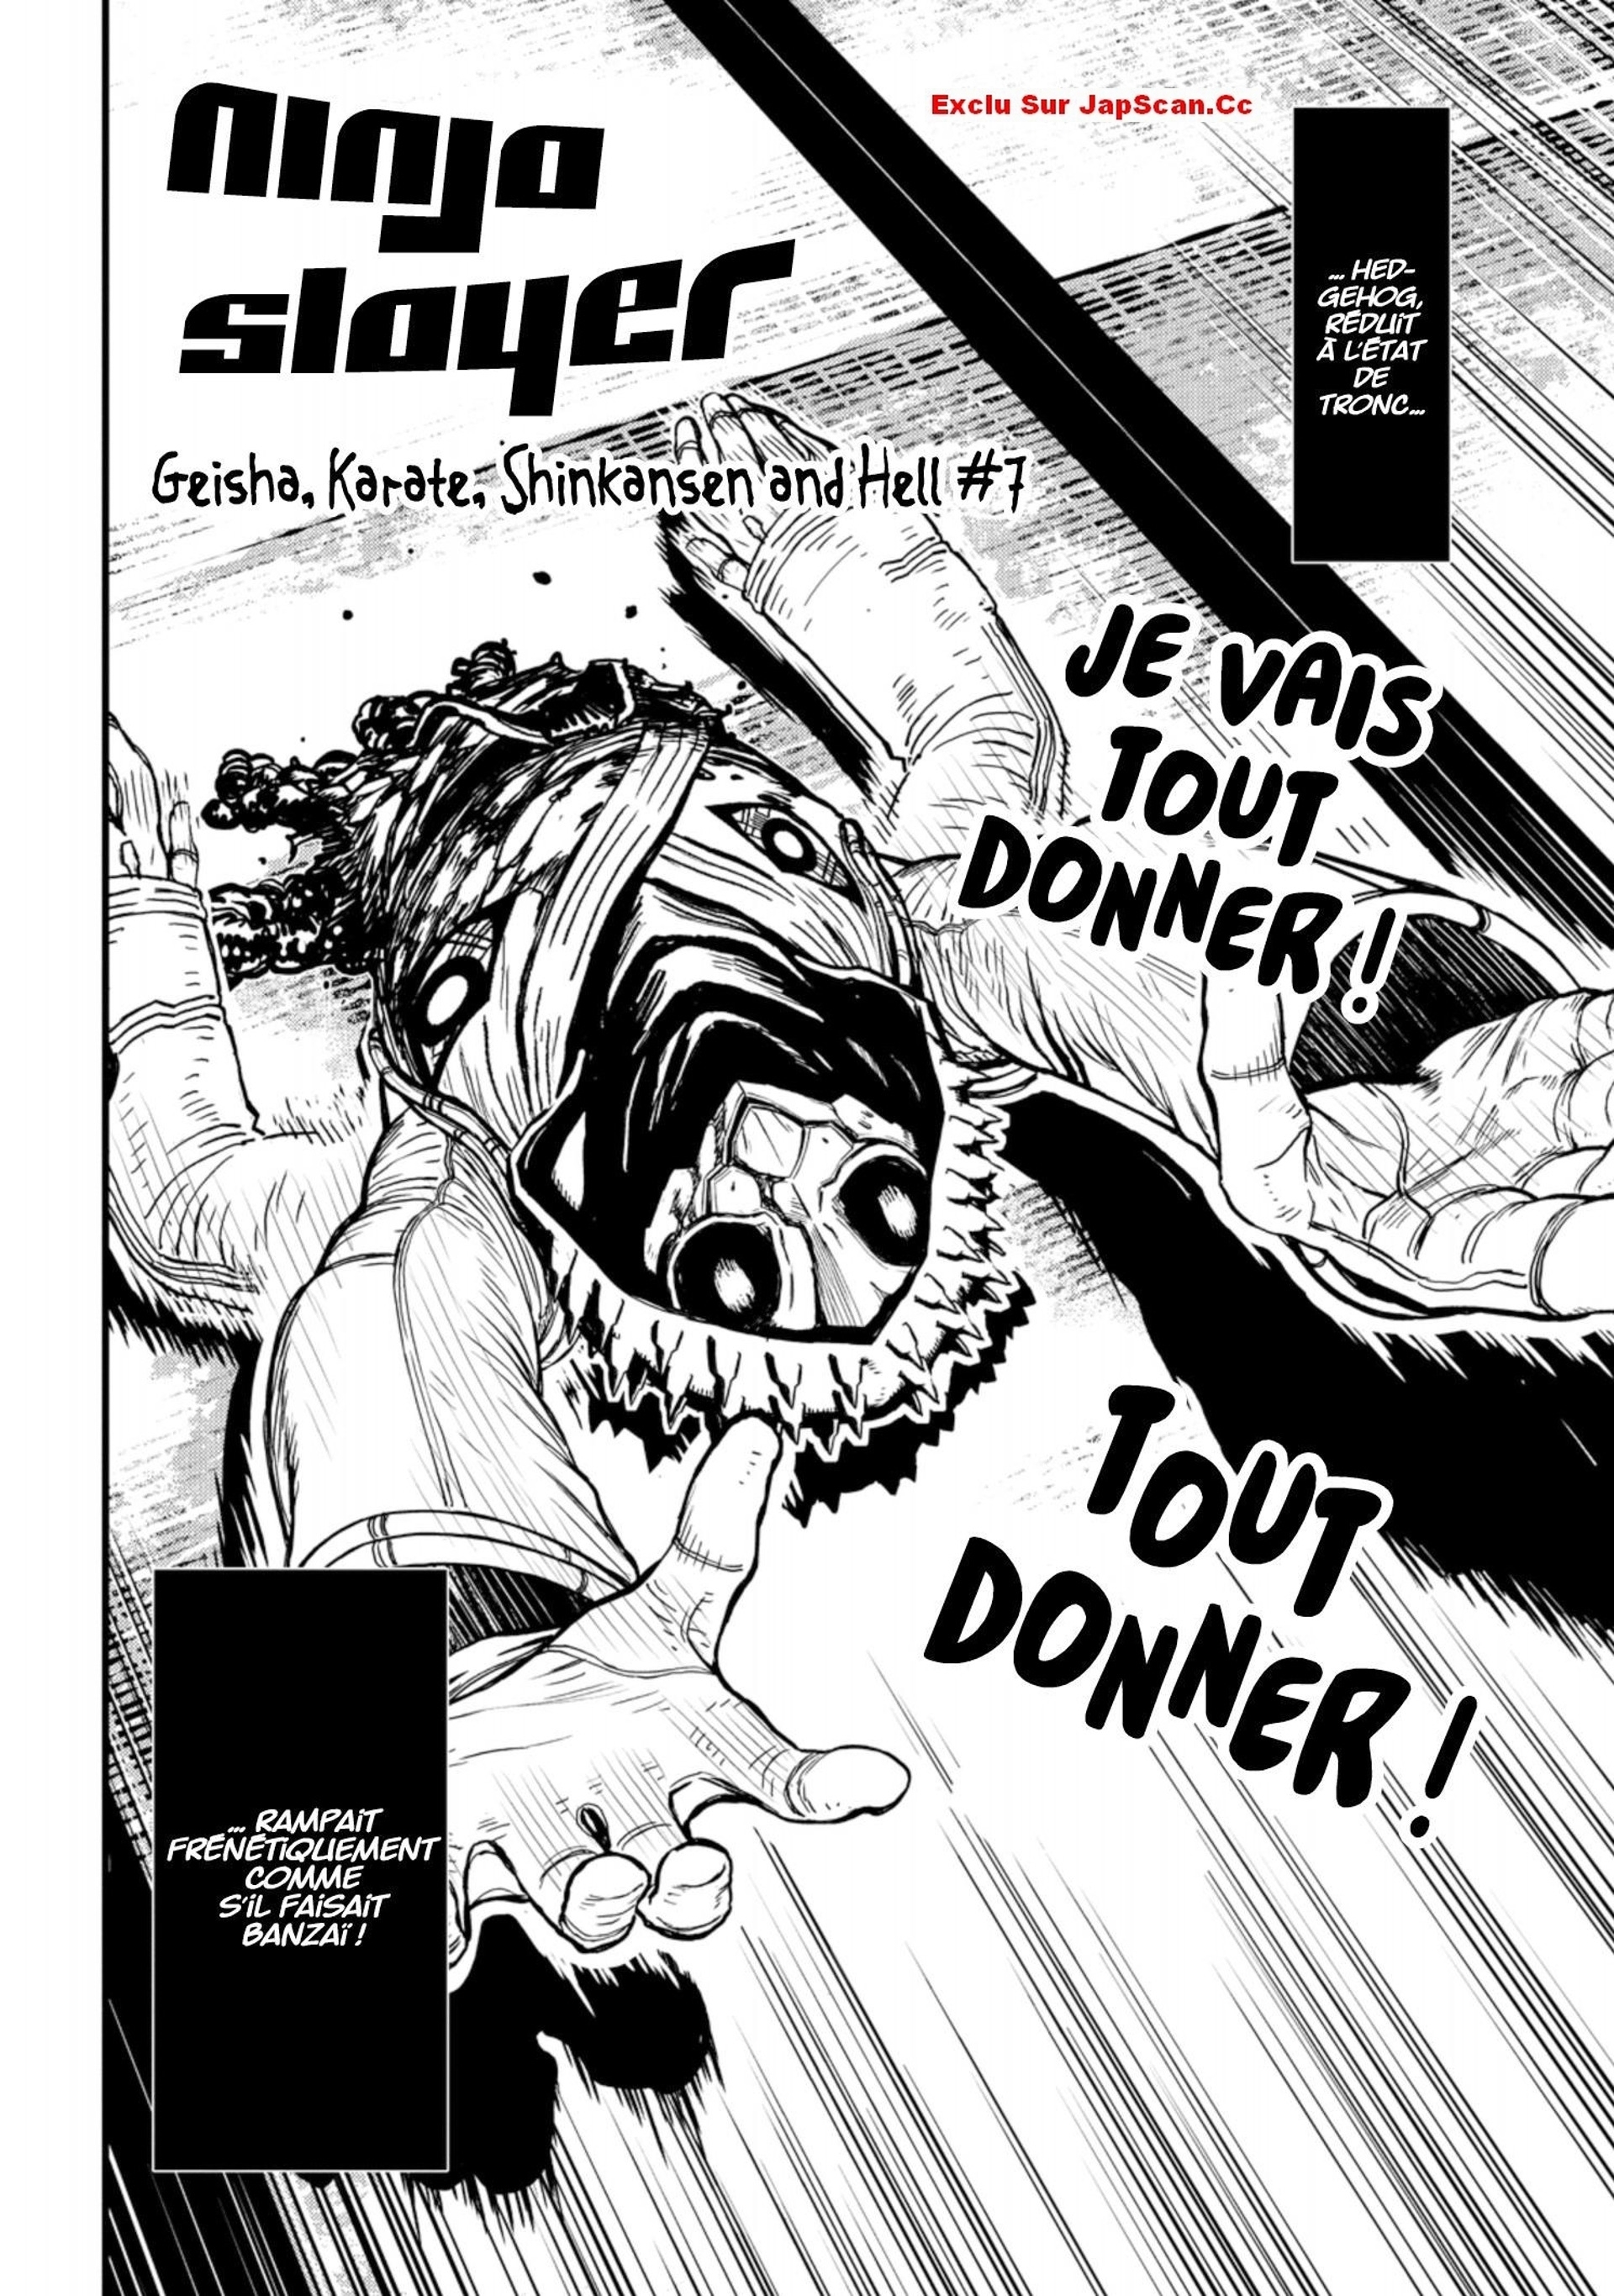 Ninja
slayer
Geisha, Karate, Shinkansen and Hell #7
Exclu Sur JapScan.Cc
... HED-
GEHOG,
RÉDUIT
À L'ÉTAT
DE
TRONC...
JE VAIS
TOUT
DONNER !
TOUT
DONNER !
... RAMPAIT
FRÉNÉTIQUEMENT
COMME
S'IL FAISAIT
BANZAÏ !